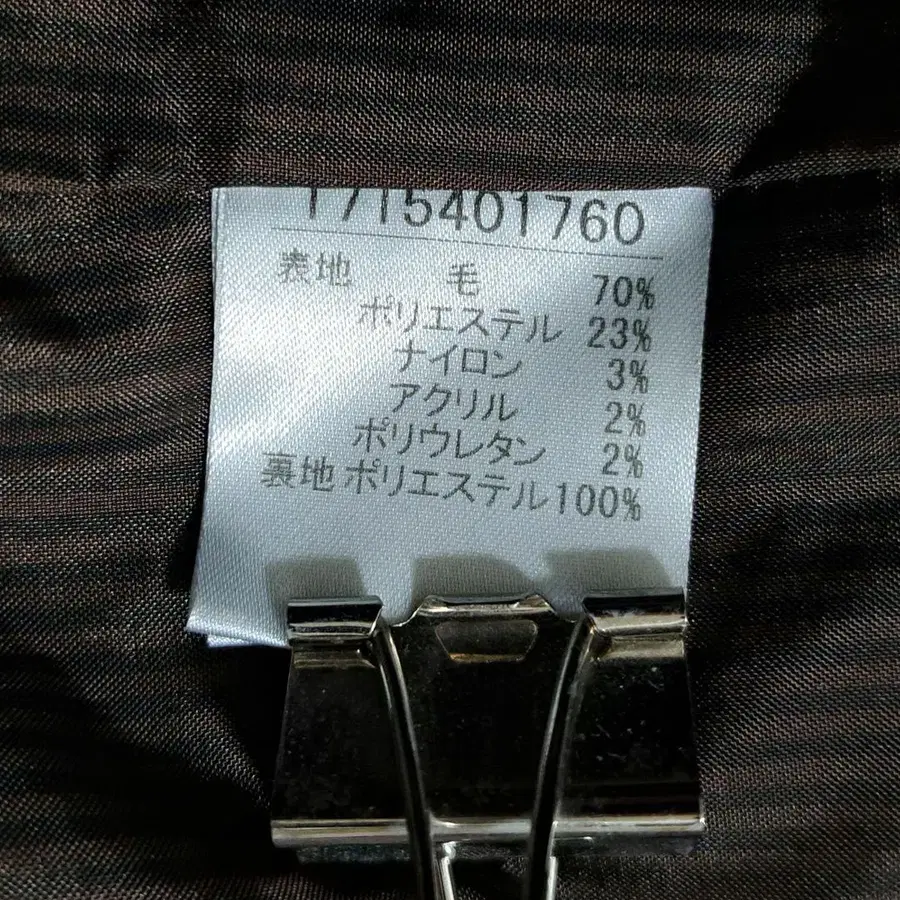 1715401760
表地 毛 70%
ポリエステル 23%
ナイロン 3%
アクリル 2%
ポリウレタン 2%
裏地 ポリエステル100%